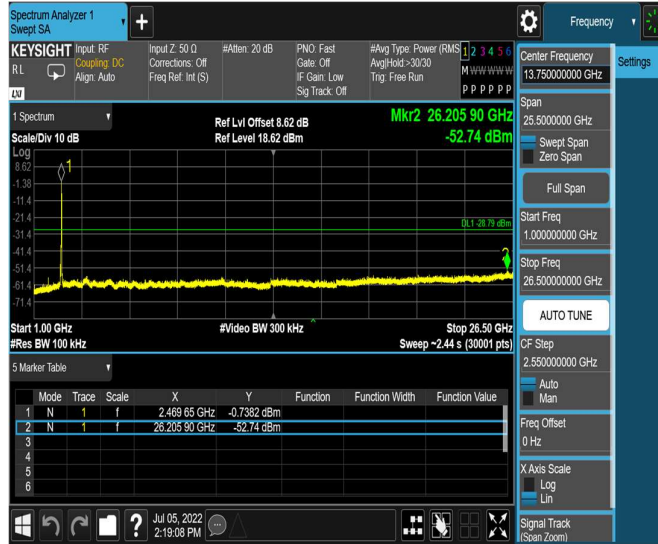 Spectrum Analyzer 1
Swept SA
+
Frequency
KEYSIGHT
RL
LXI
Input: RF
Coupling: DC
Align: Auto
Input Z: 50 Ω
Corrections: Off
Freq Ref: Int (S)
#Atten: 20 dB
PNO: Fast
Gate: Off
IF Gain: Low
Sig Track: Off
#Avg Type: Power (RMS
Avg|Hold:>30/30
Trig: Free Run
1 2 3 4 5 6
M W W W W W
P P P P P P
1 Spectrum
Scale/Div 10 dB
Log
Ref Lvl Offset 8.62 dB
Ref Level 18.62 dBm
Mkr2 26.205 90 GHz
-52.74 dBm
8.62
-1.38
-11.4
-21.4
-31.4
-41.4
-51.4
-61.4
-71.4
1
DL1 -28.79 dBm
2
Start 1.00 GHz
#Res BW 100 kHz
#Video BW 300 kHz
Stop 26.50 GHz
Sweep ~2.44 s (30001 pts)
5 Marker Table
Mode Trace Scale X Y Function Function Width Function Value
1 N 1 f 2.469 65 GHz -0.7382 dBm
2 N 1 f 26.205 90 GHz -52.74 dBm
3
4
5
6
?
Jul 05, 2022
2:19:08 PM
Center Frequency
13.750000000 GHz
Settings
Span
25.5000000 GHz
Swept Span
Zero Span
Full Span
Start Freq
1.000000000 GHz
Stop Freq
26.500000000 GHz
AUTO TUNE
CF Step
2.550000000 GHz
Auto
Man
Freq Offset
0 Hz
X Axis Scale
Log
Lin
Signal Track
(Span Zoom)